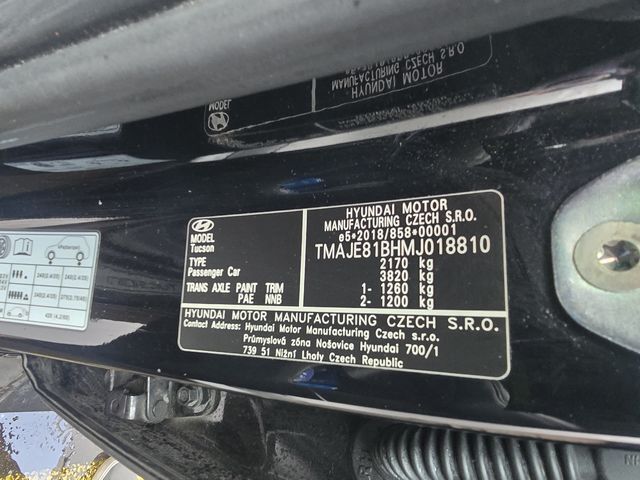 HYUNDAI MOTOR
MANUFACTURING CZECH S.R.O.
MODEL
MODEL
Tucson
TYPE
Passenger Car
TRANS AXLE PAINT TRIM
PAE NNB
HYUNDAI MOTOR
MANUFACTURING CZECH S.R.O.
e5*2018/858*00001
TMAJE81BHMJ018810
2170 kg
3820 kg
1- 1260 kg
2- 1200 kg
HYUNDAI MOTOR MANUFACTURING CZECH S.R.O.
Contact Address: Hyundai Motor Manufacturing Czech s.r.o.
Průmyslová zóna Nošovice Hyundai 700/1
739 51 Nižní Lhoty Czech Republic